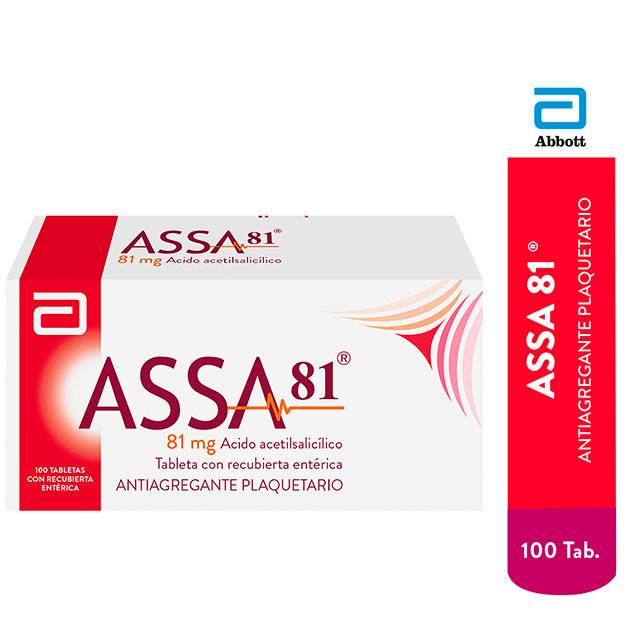 ASSA 81®
81 mg Acido acetilsalicílico
ASSA 81®
81 mg Acido acetilsalicílico
Tableta con recubierta entérica
ANTIAGREGANTE PLAQUETARIO
100 TABLETAS
CON RECUBIERTA
ENTÉRICA
Abbott
ASSA 81®
ANTIAGREGANTE PLAQUETARIO
100 Tab.